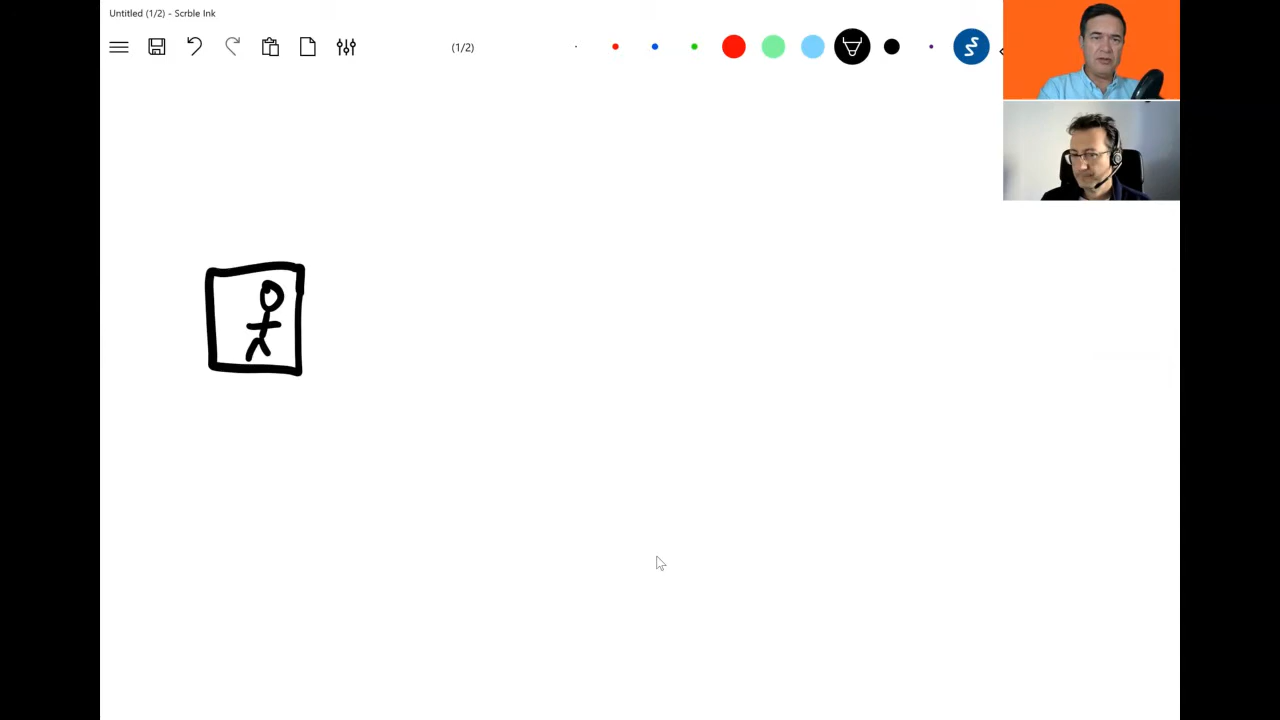 Untitled (1/2) - Scrble Ink
(1/2)